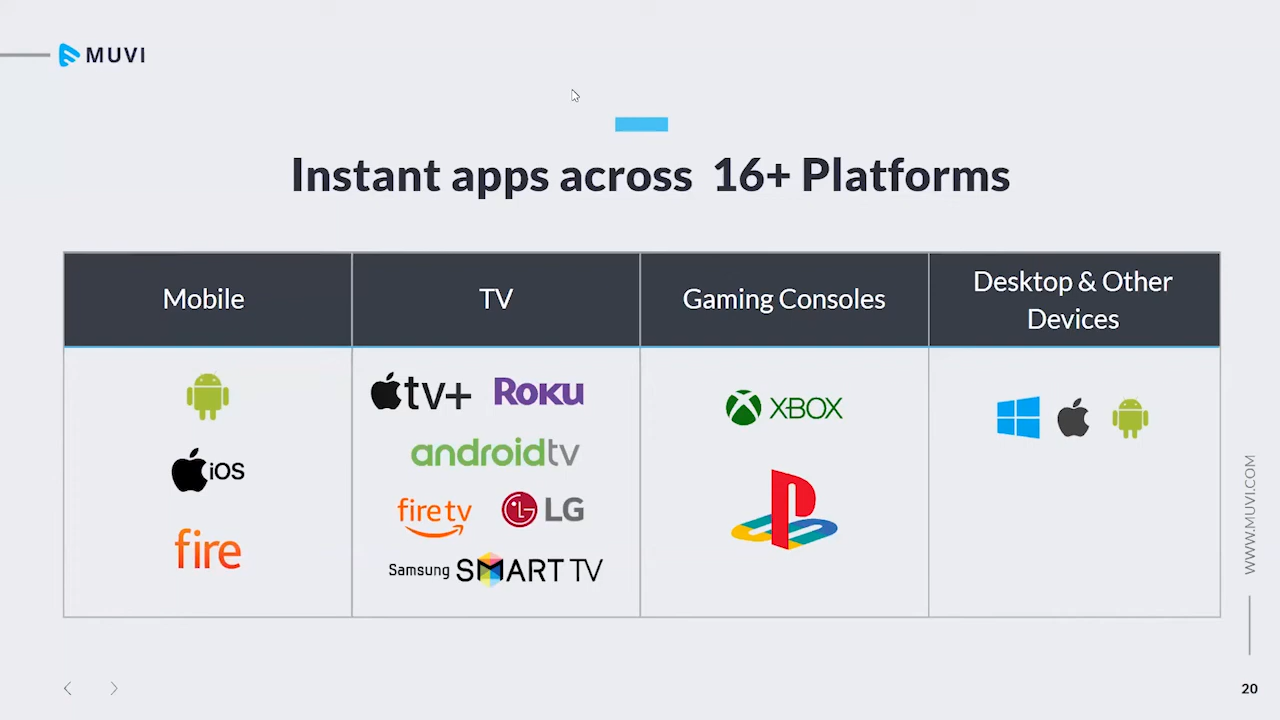 MUVI
Instant apps across 16+ Platforms
Mobile
TV
Gaming Consoles
Desktop & Other
Devices
iOS
fire
tv+ ROKU
androidtv
fire tv LG
Samsung SMART TV
XBOX
WWW.MUVI.COM
20